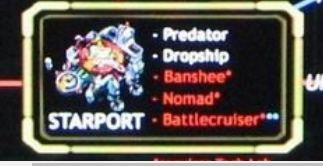 - Predator
- Dropship
- Banshee*
- Nomad*
- Battlecruiser***
STARPORT